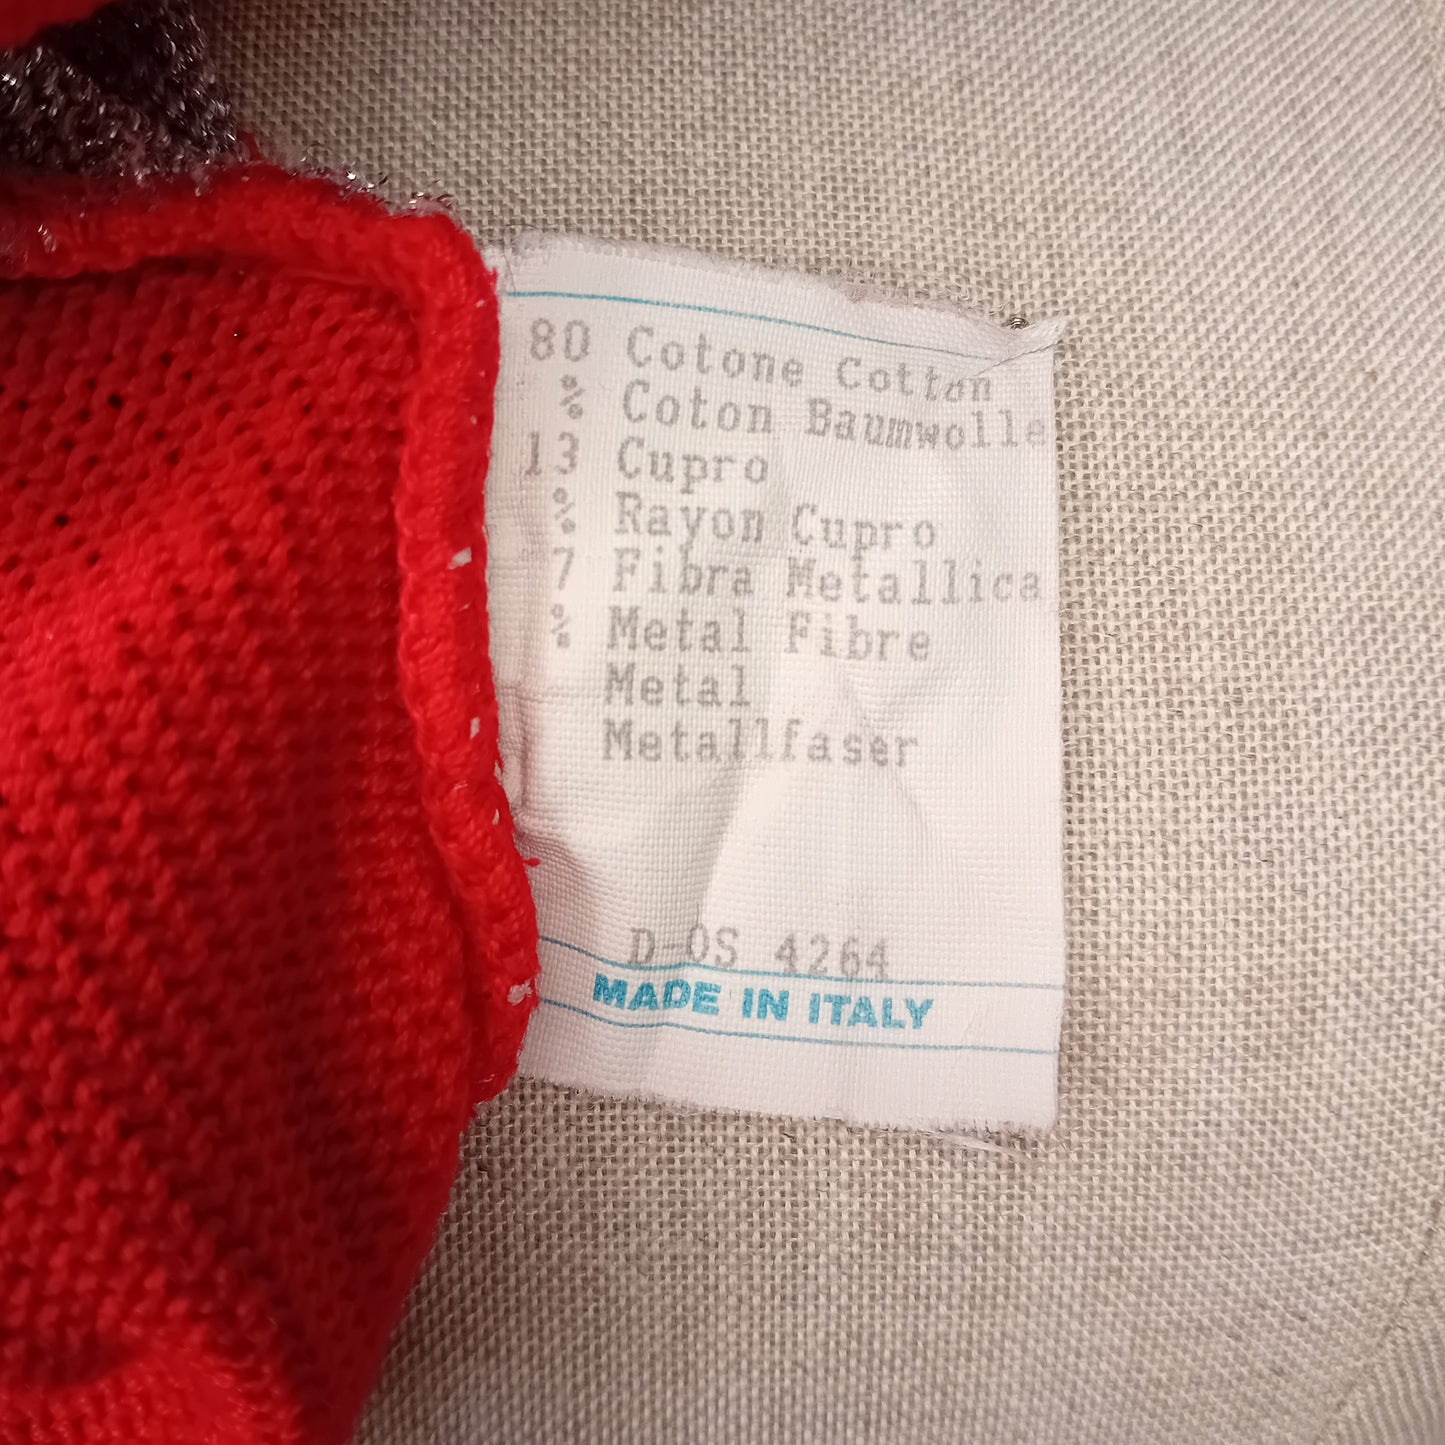 80 Cotone Cotton
% Coton Baumwolle
13 Cupro
% Rayon Cupro
7 Fibra Metallica
% Metal Fibre
Metal
Metallfaser
D-OS 4264
MADE IN ITALY